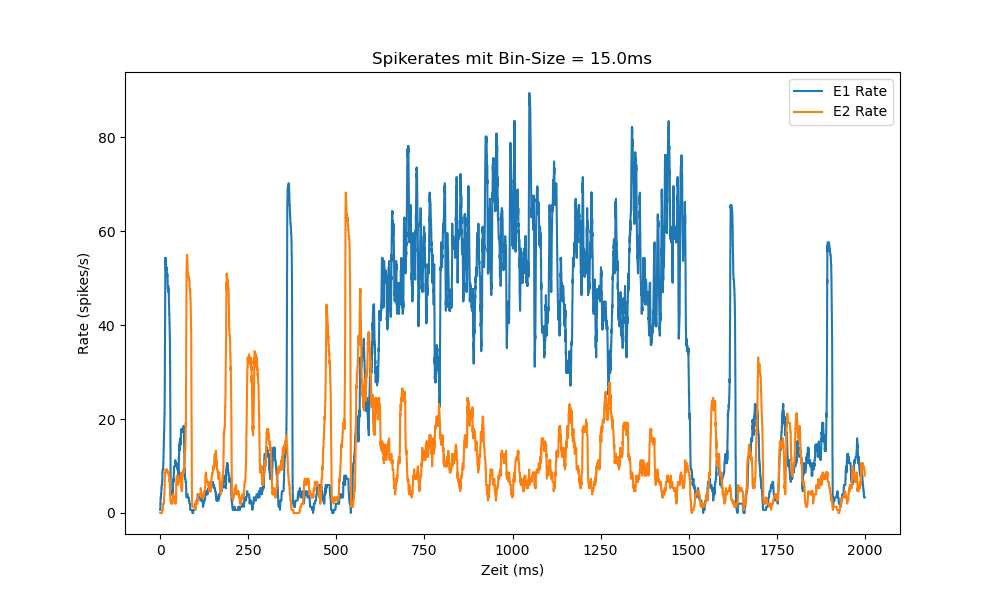 Spikerates mit Bin-Size = 15.0ms
E1 Rate
E2 Rate
80
60
40
20
0
Rate (spikes/s)
0 250 500 750 1000 1250 1500 1750 2000
Zeit (ms)